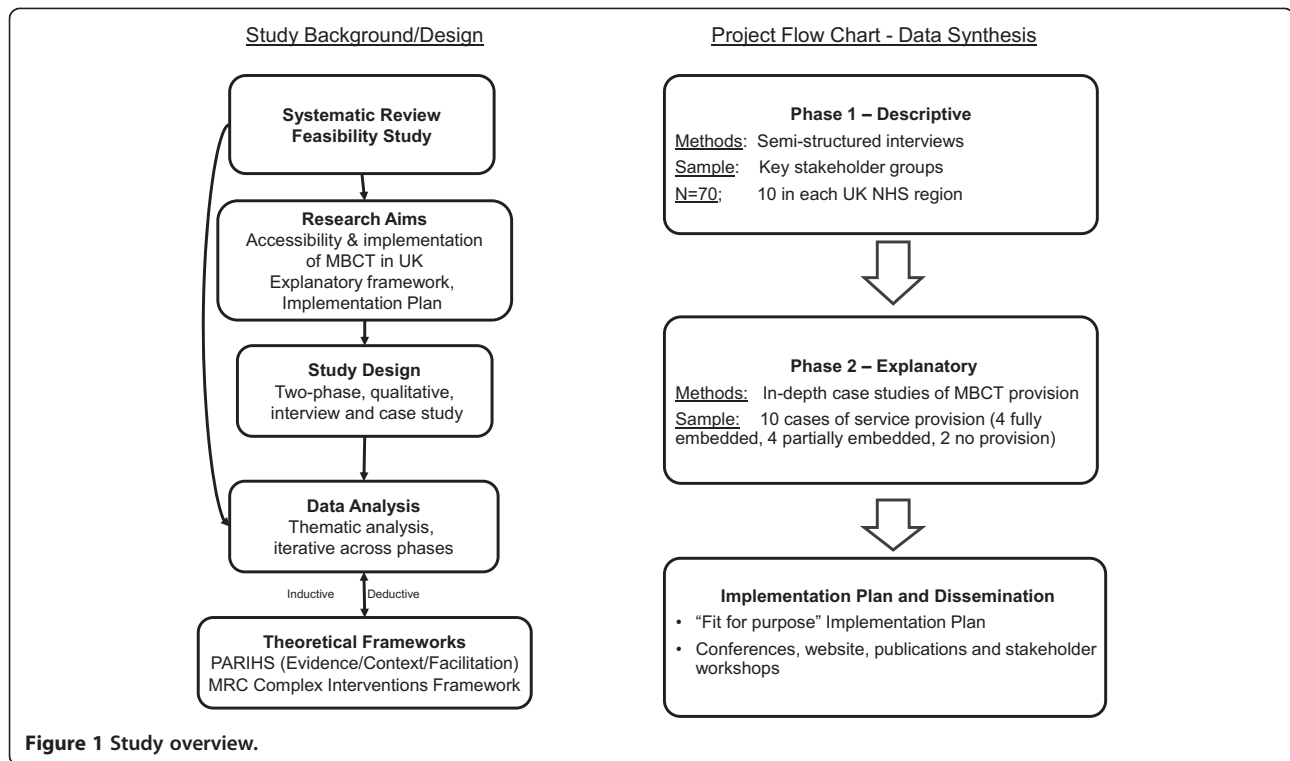 Study Background/Design
Systematic Review
Feasibility Study
Research Aims
Accessibility & implementation
of MBCT in UK
Explanatory framework,
Implementation Plan
Study Design
Two-phase, qualitative,
interview and case study
Data Analysis
Thematic analysis,
iterative across phases
Inductive Deductive
Theoretical Frameworks
PARIHS (Evidence/Context/Facilitation)
MRC Complex Interventions Framework
Project Flow Chart - Data Synthesis
Phase 1 – Descriptive
Methods: Semi-structured interviews
Sample: Key stakeholder groups
N=70; 10 in each UK NHS region
Phase 2 – Explanatory
Methods: In-depth case studies of MBCT provision
Sample: 10 cases of service provision (4 fully
embedded, 4 partially embedded, 2 no provision)
Implementation Plan and Dissemination
• “Fit for purpose” Implementation Plan
• Conferences, website, publications and stakeholder
workshops
Figure 1 Study overview.